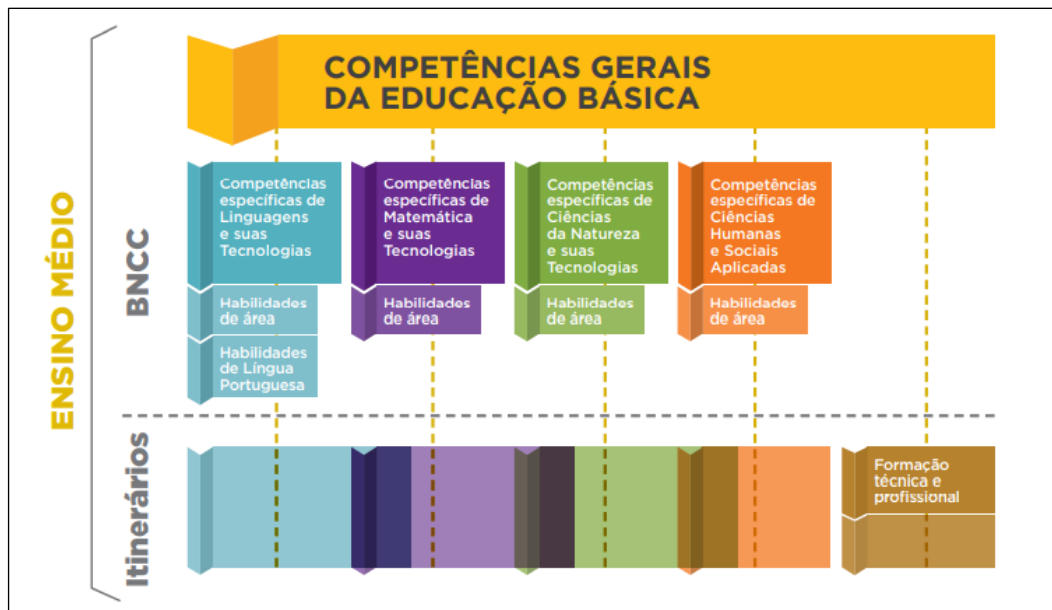 COMPETÊNCIAS GERAIS
DA EDUCAÇÃO BÁSICA
ENSINO MÉDIO
BNCC
Competências
específicas de
Linguagens
e suas
Tecnologias
Habilidades
de área
Habilidades
de Língua
Portuguesa
Competências
específicas de
Matemática
e suas
Tecnologias
Habilidades
de área
Competências
específicas de
Ciências
da Natureza
e suas
Tecnologias
Habilidades
de área
Competências
específicas de
Ciências
Humanas
e Sociais
Aplicadas
Habilidades
de área
Itinerários
Formação
técnica e
profissional